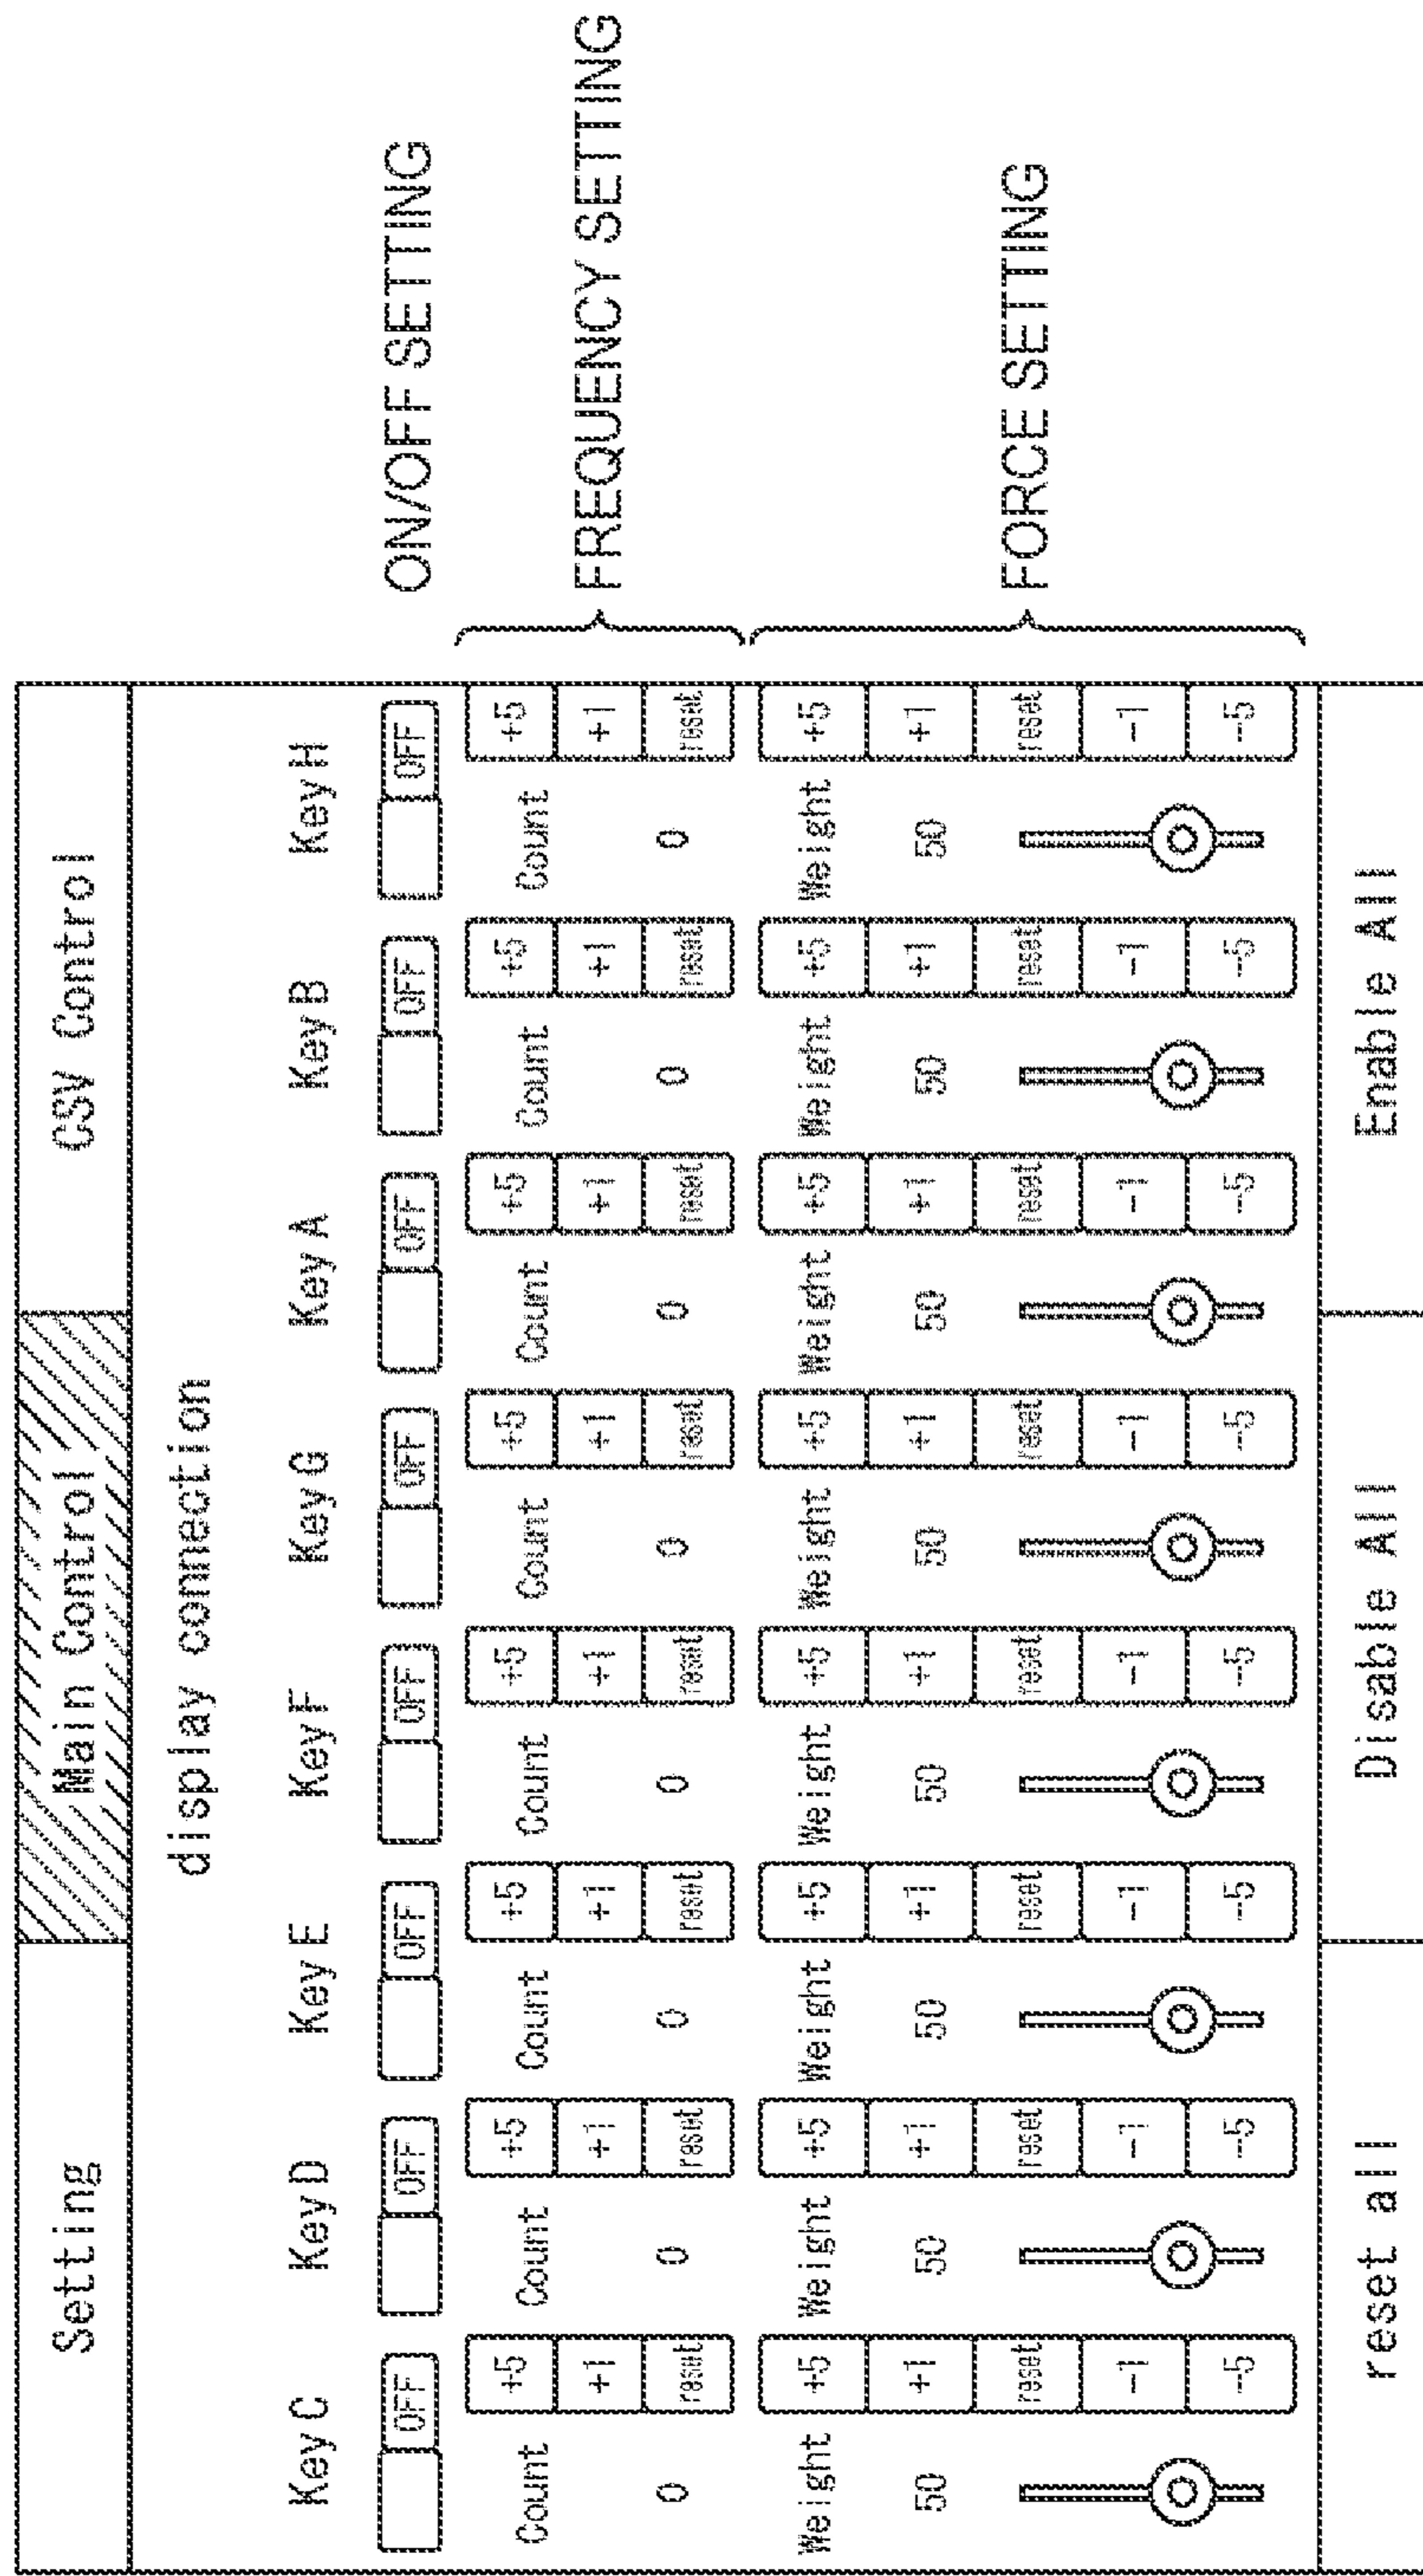 Setting Main Control CSV Control
display connection
Key C Key D Key E Key F Key G Key A Key B Key H
OFF OFF OFF OFF OFF OFF OFF OFF ON/OFF SETTING
Count +5 Count +5 Count +5 Count +5 Count +5 Count +5 Count +5 Count +5
+1 +1 +1 +1 +1 +1 +1 +1 FREQUENCY SETTING
0 reset 0 reset 0 reset 0 reset 0 reset 0 reset 0 reset 0 reset
Weight +5 Weight +5 Weight +5 Weight +5 Weight +5 Weight +5 Weight +5 Weight +5
50 +1 50 +1 50 +1 50 +1 50 +1 50 +1 50 +1 50 +1
reset reset reset reset reset reset reset reset FORCE SETTING
-1 -1 -1 -1 -1 -1 -1 -1
-5 -5 -5 -5 -5 -5 -5 -5
reset all Disable All Enable All